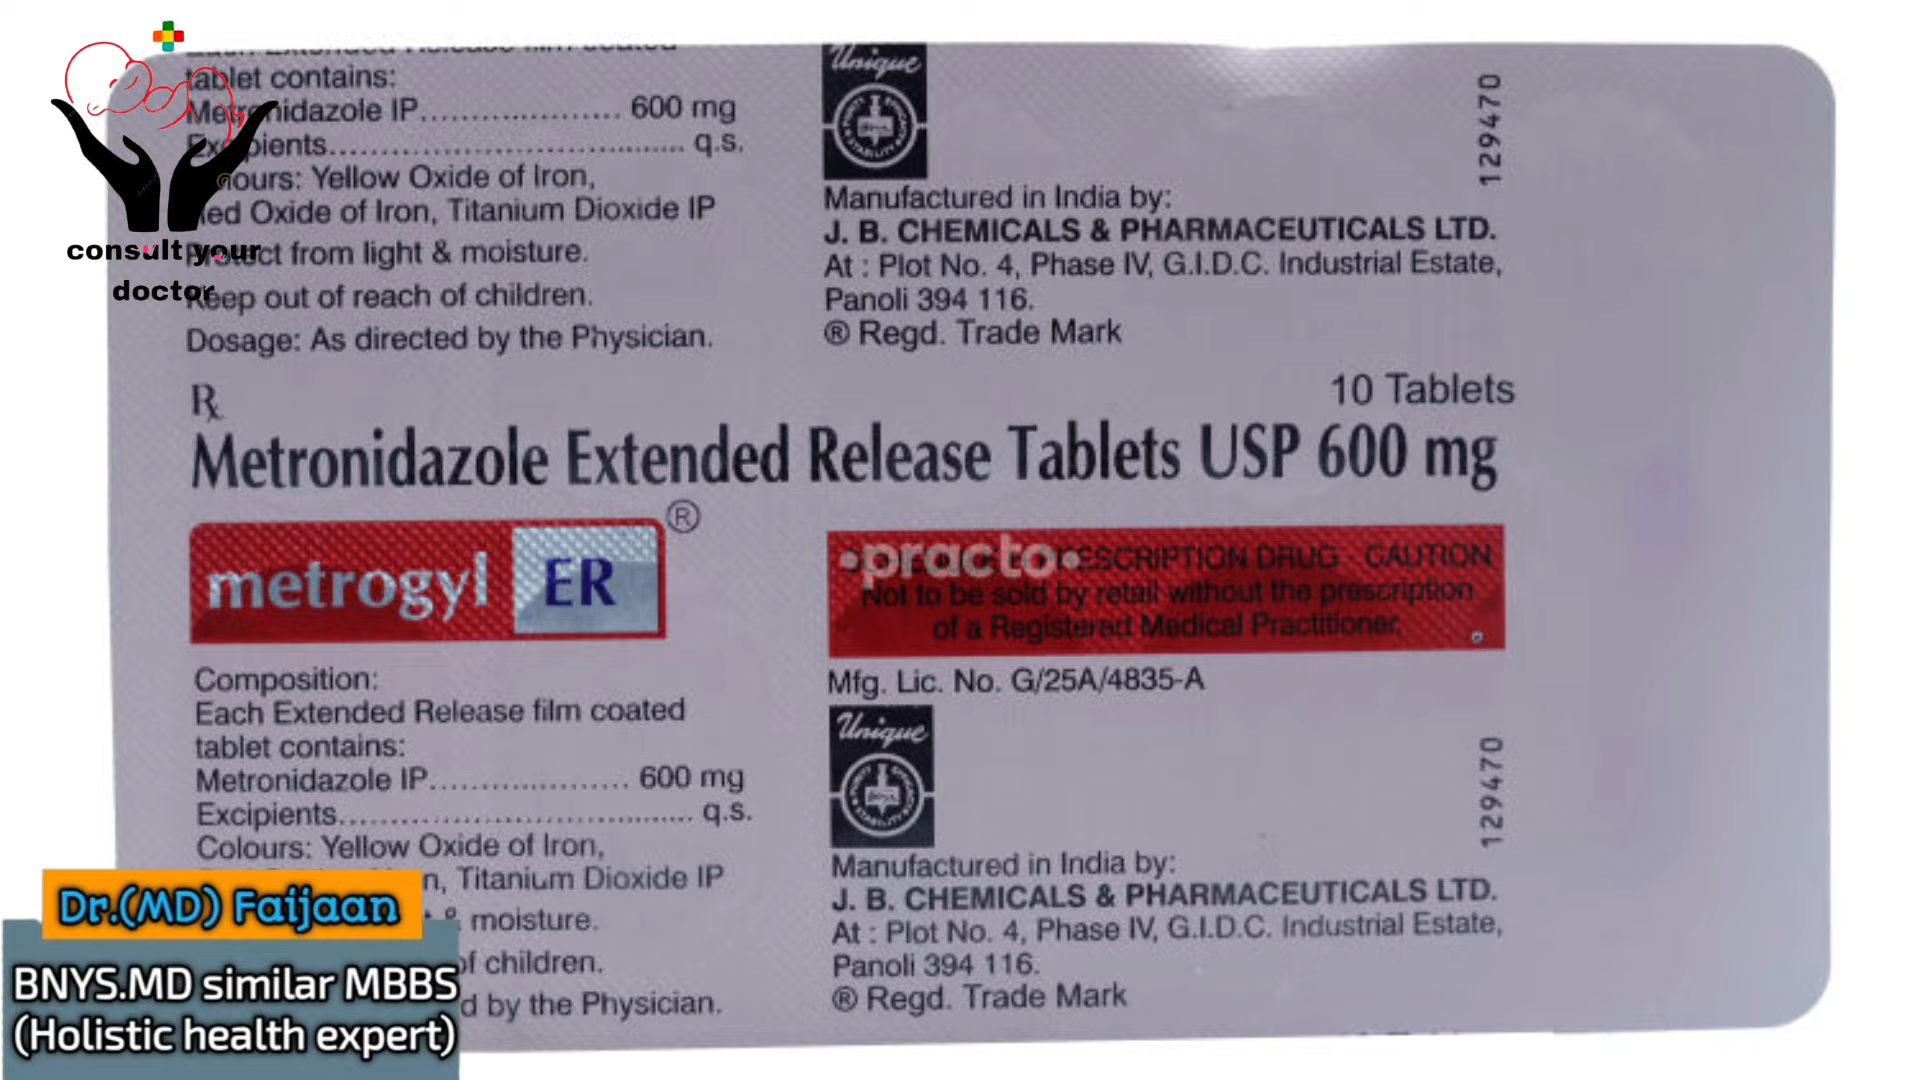 tablet contains:
Metronidazole IP.................... 600 mg
Excipients................................... q.s.
Colours: Yellow Oxide of Iron,
Red Oxide of Iron, Titanium Dioxide IP
Protect from light & moisture.
Keep out of reach of children.
Dosage: As directed by the Physician.
consult your
doctor
Unique
Manufactured in India by:
J. B. CHEMICALS & PHARMACEUTICALS LTD.
At : Plot No. 4, Phase IV, G.I.D.C. Industrial Estate,
Panoli 394 116.
® Regd. Trade Mark
129470
10 Tablets
Rx
Metronidazole Extended Release Tablets USP 600 mg
metrogyl ER ®
•practo•
PRESCRIPTION DRUG - CAUTION
Not to be sold by retail without the prescription
of a Registered Medical Practitioner.
Composition:
Each Extended Release film coated
tablet contains:
Metronidazole IP.................... 600 mg
Excipients................................... q.s.
Colours: Yellow Oxide of Iron,
n, Titanium Dioxide IP
& moisture.
of children.
d by the Physician.
Mfg. Lic. No. G/25A/4835-A
Unique
Manufactured in India by:
J. B. CHEMICALS & PHARMACEUTICALS LTD.
At : Plot No. 4, Phase IV, G.I.D.C. Industrial Estate,
Panoli 394 116.
® Regd. Trade Mark
129470
Dr.(MD) Faijaan
BNYS.MD similar MBBS
(Holistic health expert)